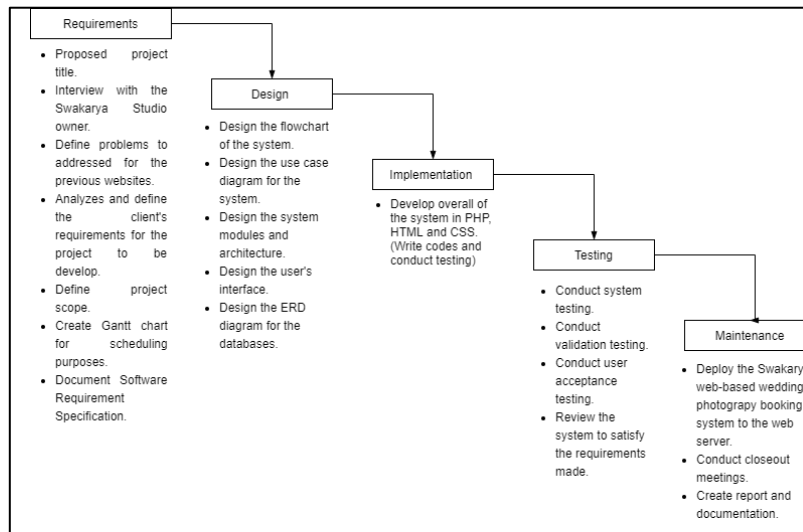 Requirements
• Proposed project
title.
• Interview with the
Swakarya Studio
owner.
• Define problems to
addressed for the
previous websites.
• Analyzes and define
the client's
requirements for the
project to be
develop.
• Define project
scope.
• Create Gantt chart
for scheduling
purposes.
• Document Software
Requirement
Specification.
Design
• Design the flowchart
of the system.
• Design the use case
diagram for the
system.
• Design the system
modules and
architecture.
• Design the user's
interface.
• Design the ERD
diagram for the
databases.
Implementation
• Develop overall of
the system in PHP,
HTML and CSS.
(Write codes and
conduct testing)
Testing
• Conduct system
testing.
• Conduct
validation testing.
• Conduct user
acceptance
testing.
• Review the
system to satisfy
the requirements
made.
Maintenance
• Deploy the Swakary
web-based wedding
photograpy booking
system to the web
server.
• Conduct closeout
meetings.
• Create report and
documentation.